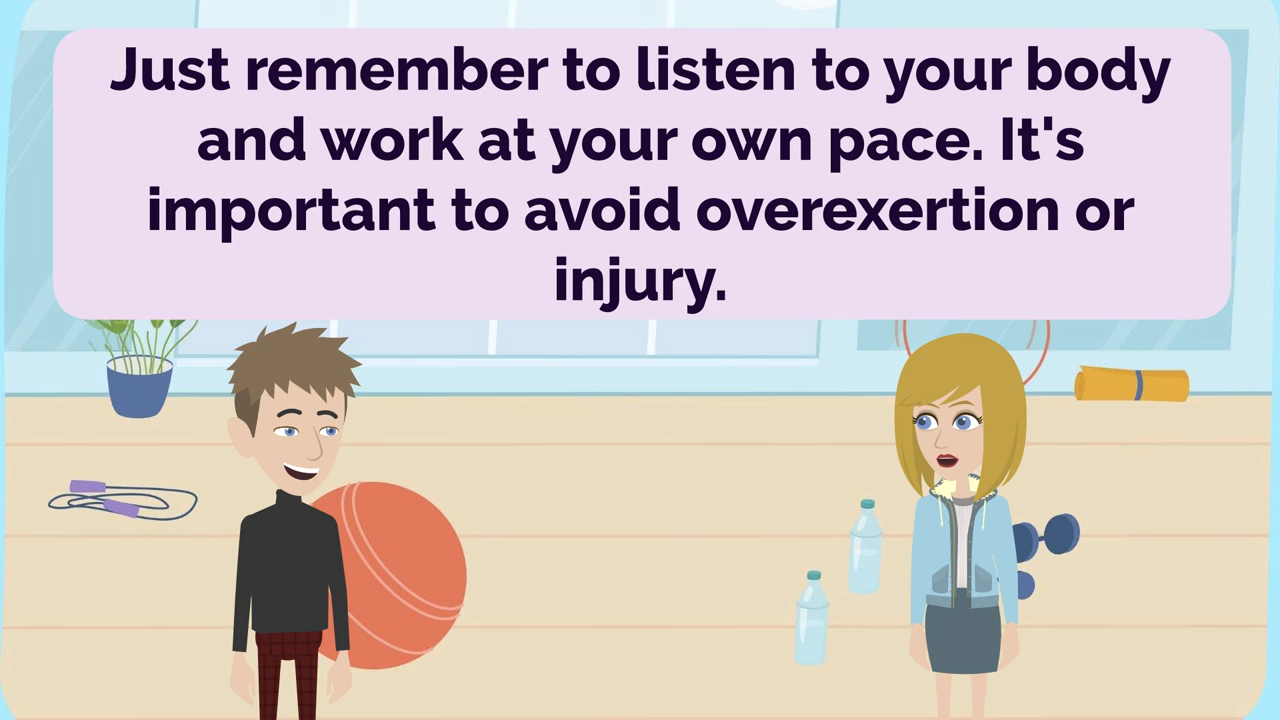 Just remember to listen to your body
and work at your own pace. It's
important to avoid overexertion or
injury.